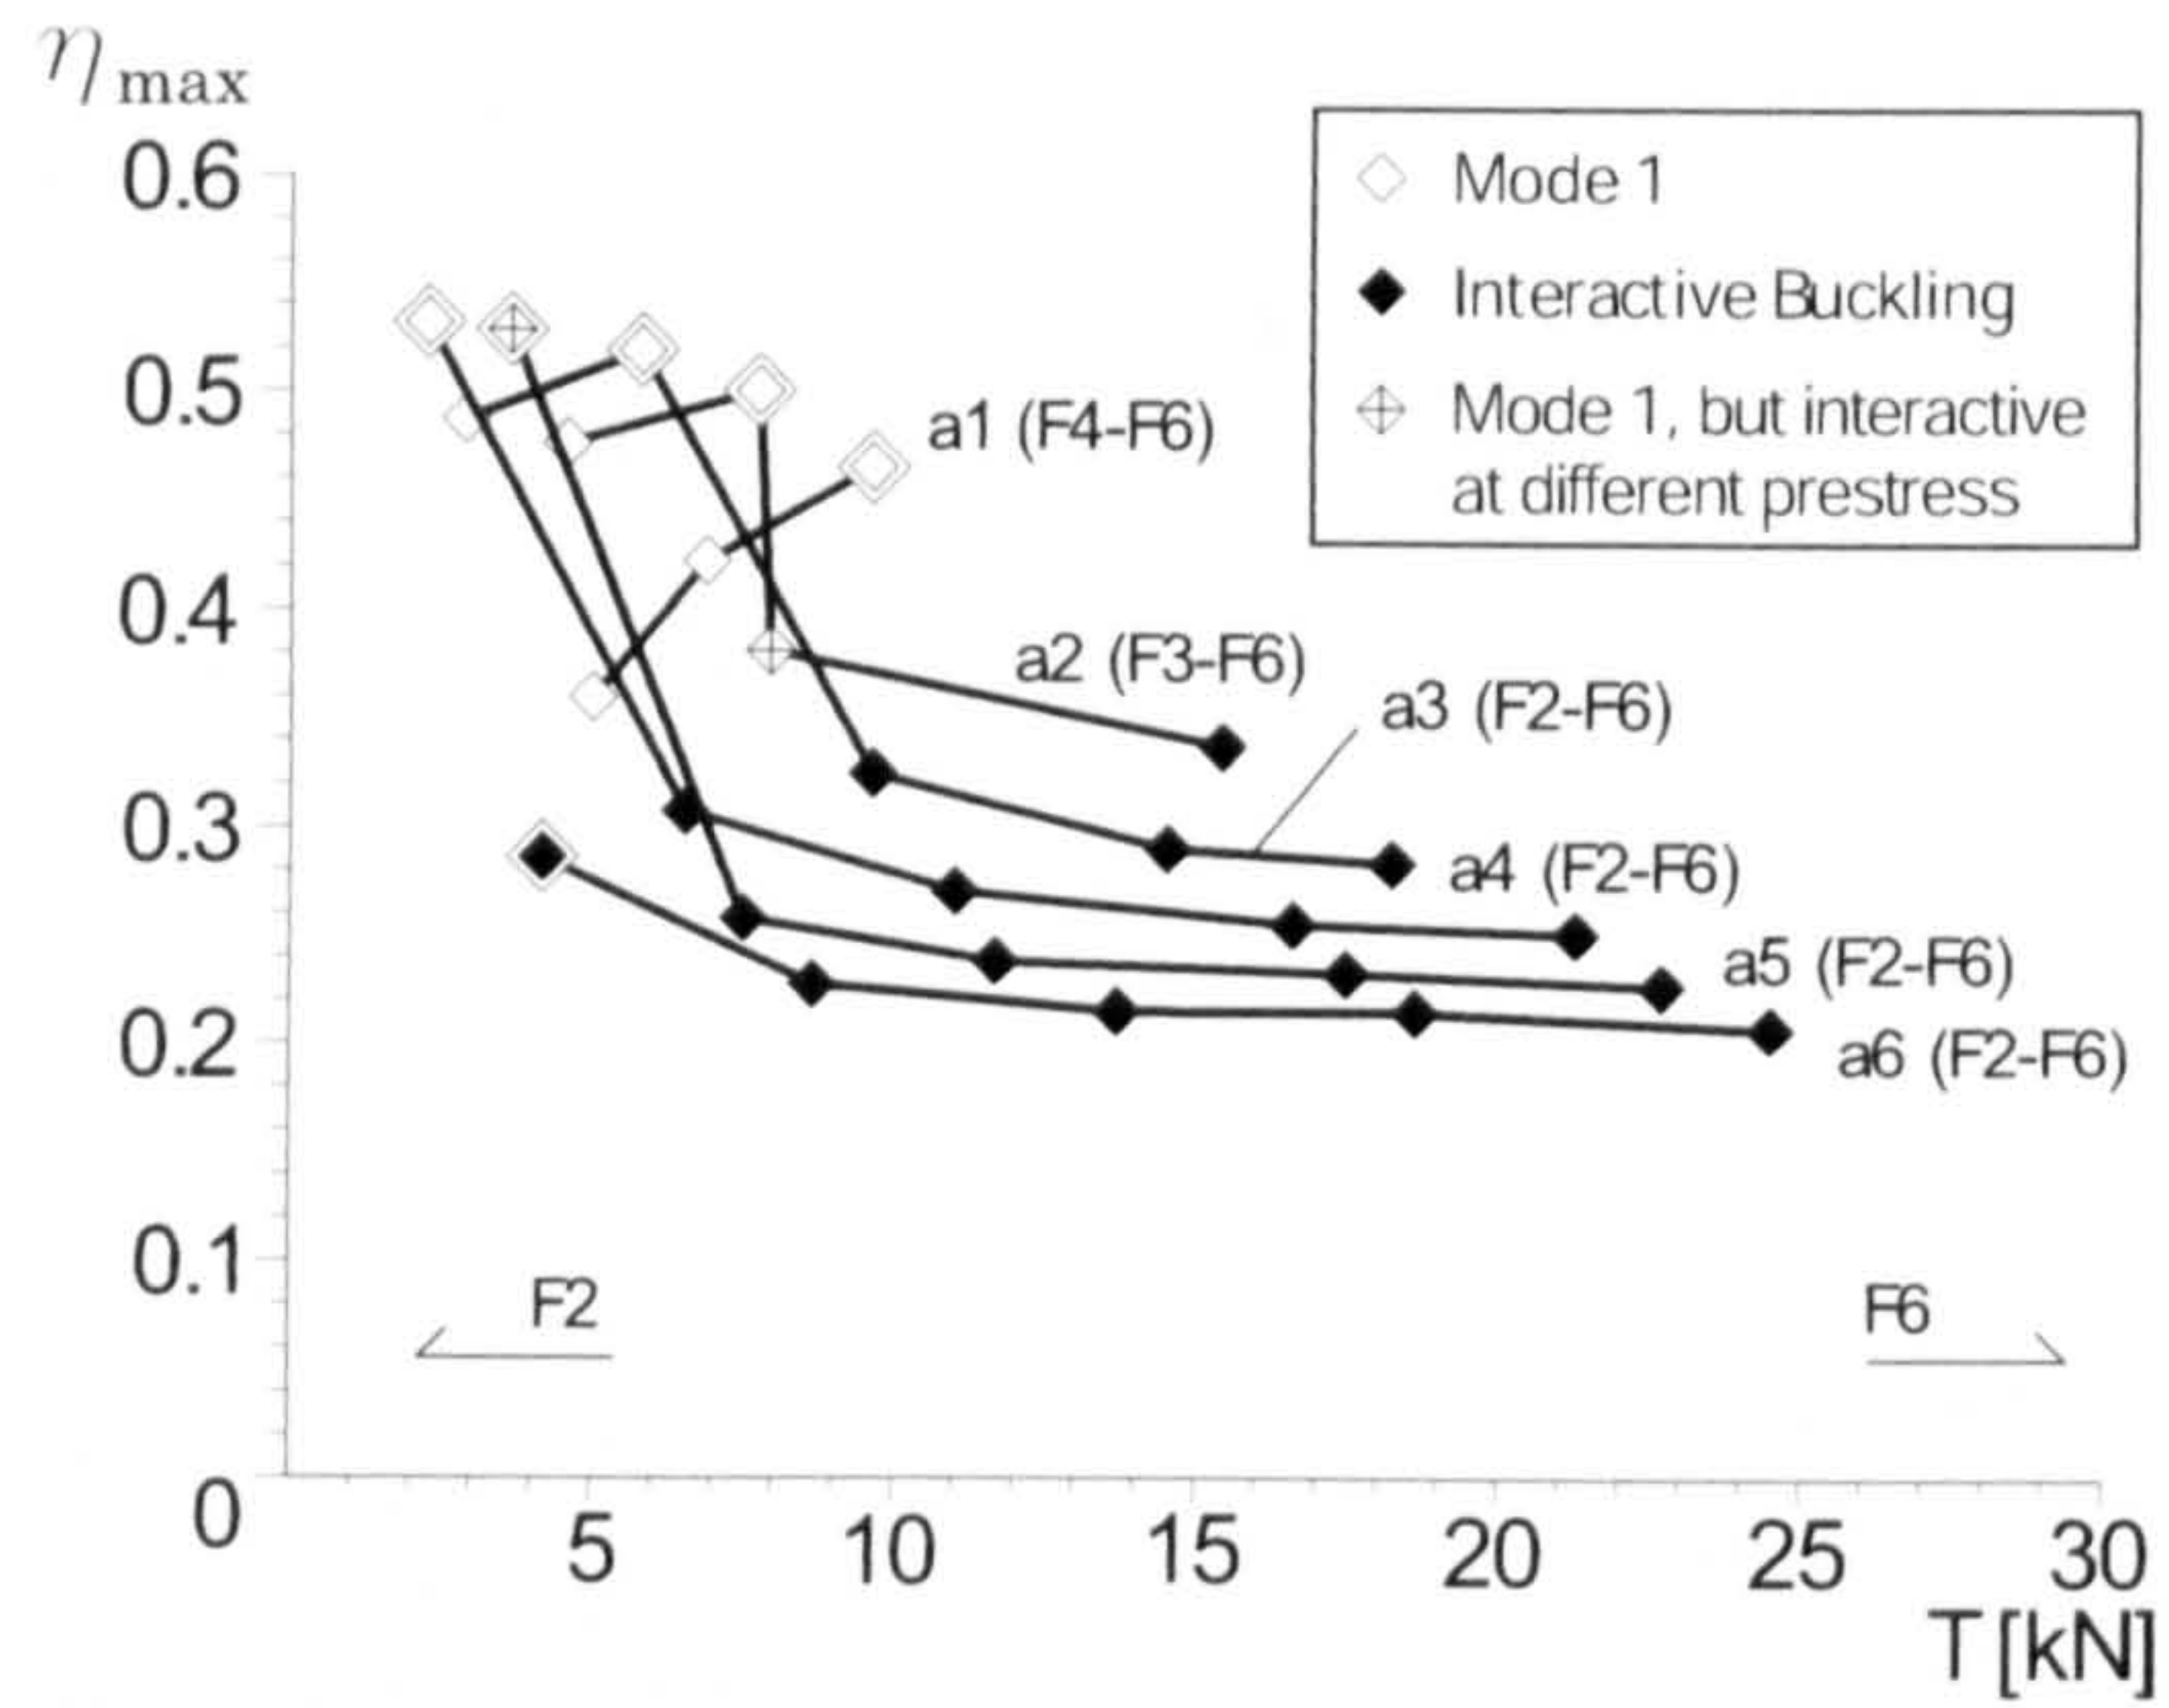 η max
0.6
0.5
0.4
0.3
0.2
0.1
0
Mode 1
Interactive Buckling
Mode 1, but interactive
at different prestress
a1 (F4-F6)
a2 (F3-F6)
a3 (F2-F6)
a4 (F2-F6)
a5 (F2-F6)
a6 (F2-F6)
F2
F6
5 10 15 20 25 30
T [kN]